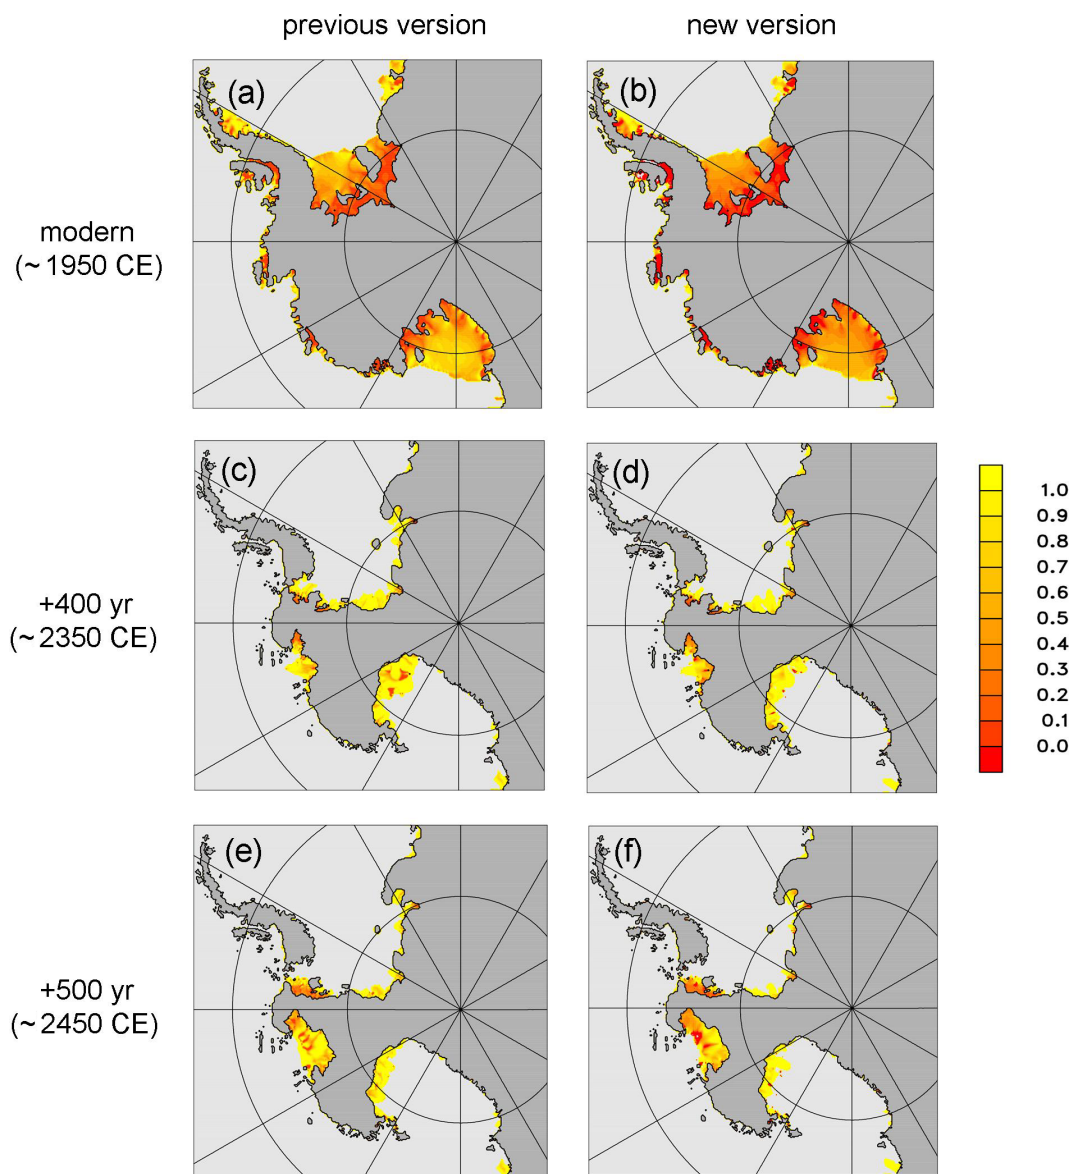 previous version
new version
(a)
(b)
modern
(~1950 CE)
(c)
(d)
1.0
0.9
0.8
0.7
0.6
0.5
0.4
0.3
0.2
0.1
0.0
+400 yr
(~2350 CE)
(e)
(f)
+500 yr
(~2450 CE)